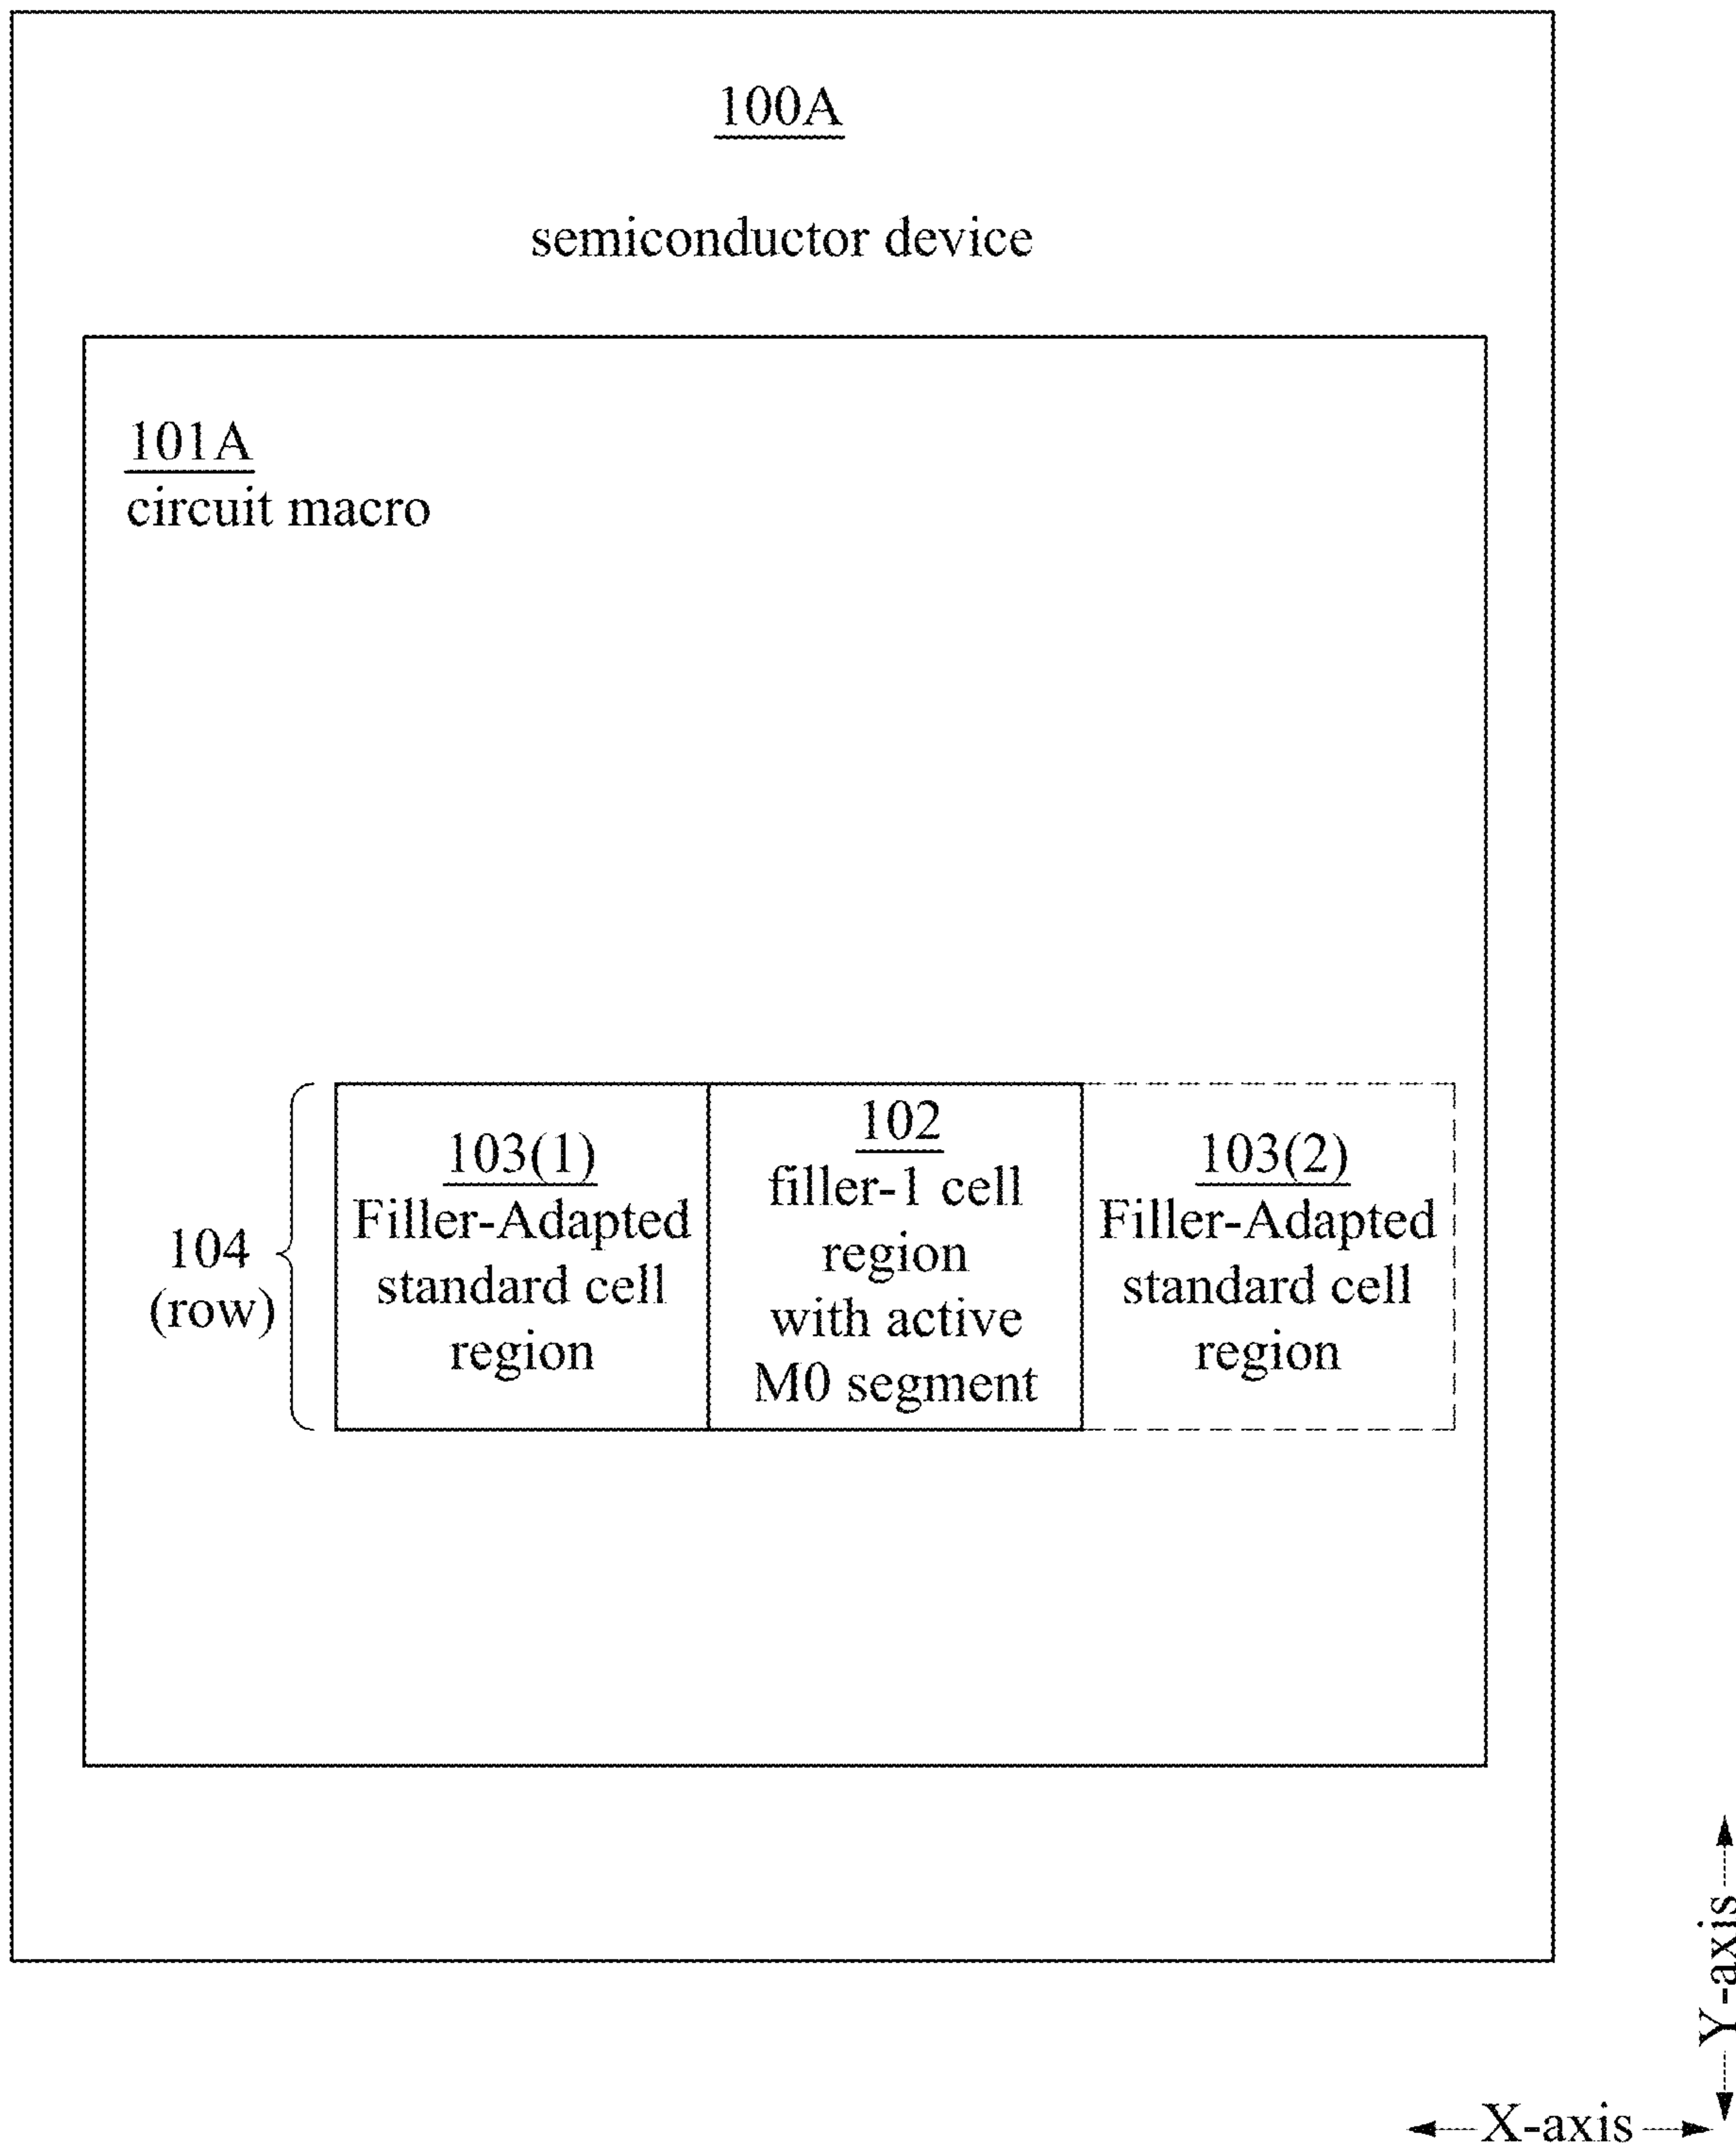 100A
semiconductor device
101A
circuit macro
104
(row)
103(1)
Filler-Adapted
standard cell
region
102
filler-1 cell
region
with active
M0 segment
103(2)
Filler-Adapted
standard cell
region
Y-axis
X-axis